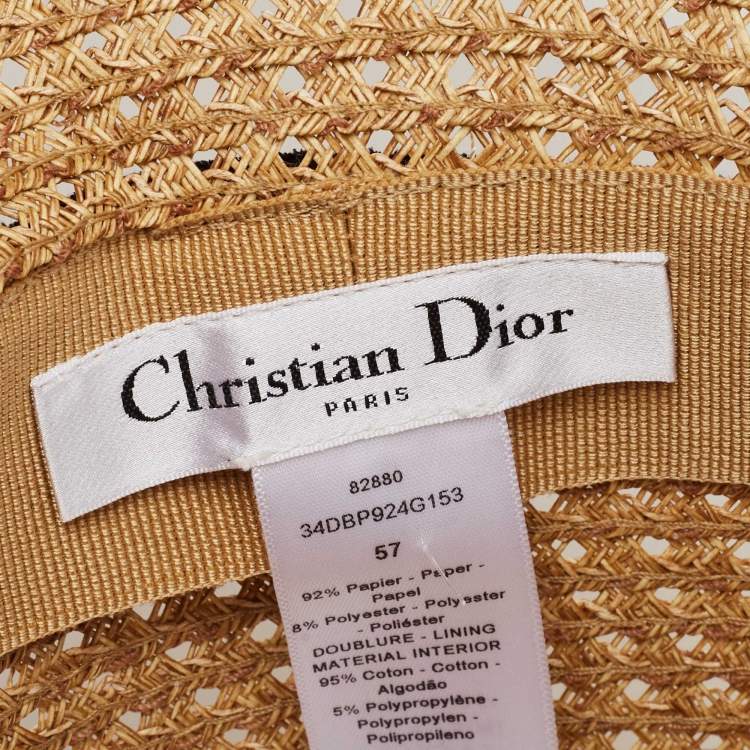 Christian Dior
PARIS
82880
34DBP924G153
57
92% Papier - Paper -
Papel
8% Polyester - Polyester
- Poliéster
DOUBLURE - LINING
MATERIAL INTERIOR
95% Coton - Cotton -
Algodão
5% Polypropylène -
Polypropylen -
Polipropileno